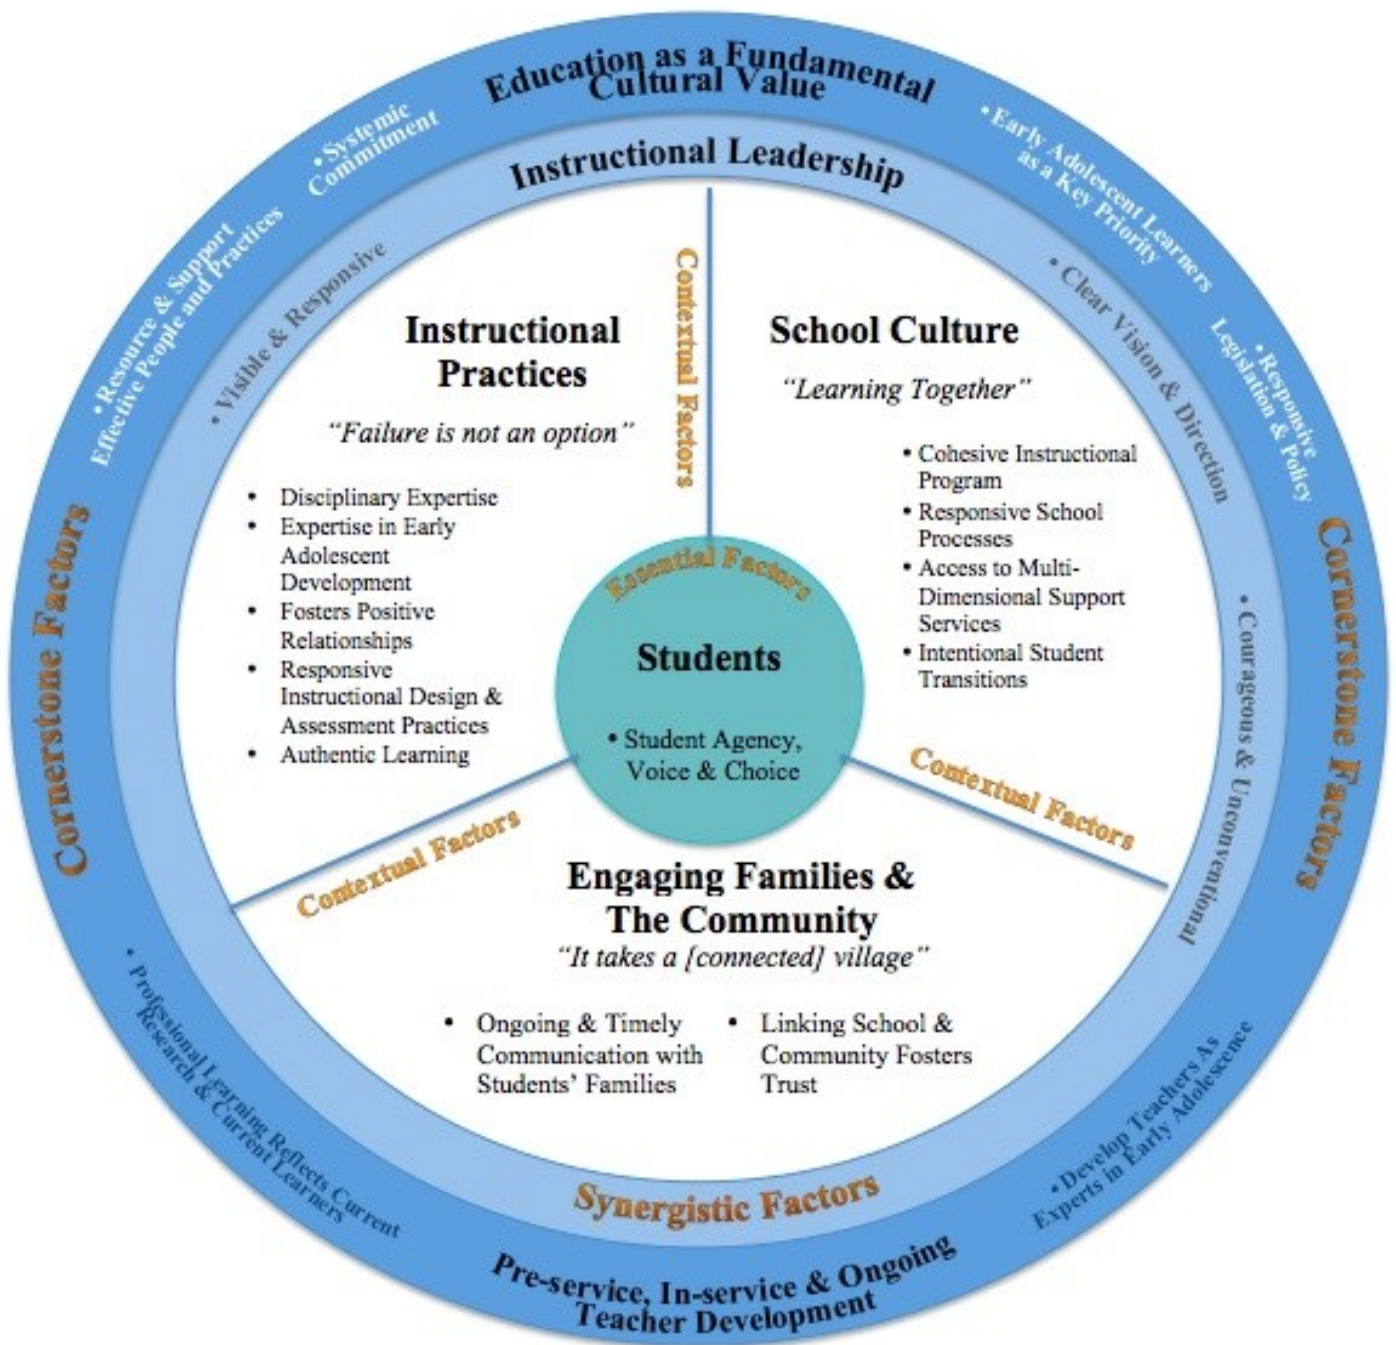 Education as a Fundamental
Cultural Value
• Systemic
Commitment
• Early Adolescent Learners
as a Key Priority
• Resource & Support
Effective People and Practices
• Responsive
Legislation & Policy
Cornerstone Factors
Cornerstone Factors
Instructional Leadership
• Visible & Responsive
• Clear Vision & Direction
• Courageous & Unconventional
Contextual Factors
Instructional
Practices
"Failure is not an option"
• Disciplinary Expertise
• Expertise in Early
Adolescent
Development
• Fosters Positive
Relationships
• Responsive
Instructional Design &
Assessment Practices
• Authentic Learning
School Culture
"Learning Together"
• Cohesive Instructional
Program
• Responsive School
Processes
• Access to Multi-
Dimensional Support
Services
• Intentional Student
Transitions
Essential Factors
Students
• Student Agency,
Voice & Choice
Contextual Factors
Contextual Factors
Engaging Families &
The Community
"It takes a [connected] village"
• Ongoing & Timely
Communication with
Students' Families
• Linking School &
Community Fosters
Trust
Synergistic Factors
• Professional Learning Reflects Current
Research & Current Learners
• Develop Teachers As
Experts in Early Adolescence
Pre-service, In-service & Ongoing
Teacher Development